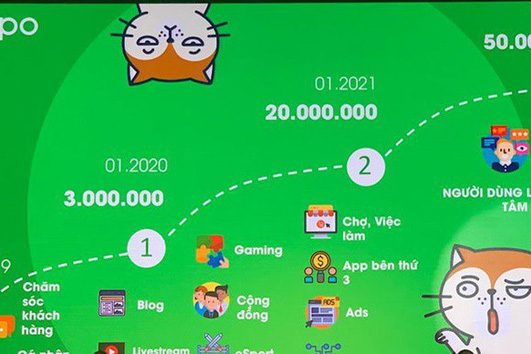 po
50.00
01.2021
20.000.000
2
01.2020
3.000.000
1
NGƯỜI DÙNG L
TÂM
9
Chăm
sóc
khách
hàng
Blog
Livestream
Gaming
Cộng
đồng
eSport
Chợ, Việc
làm
App bên thứ
3
Ads
ADS